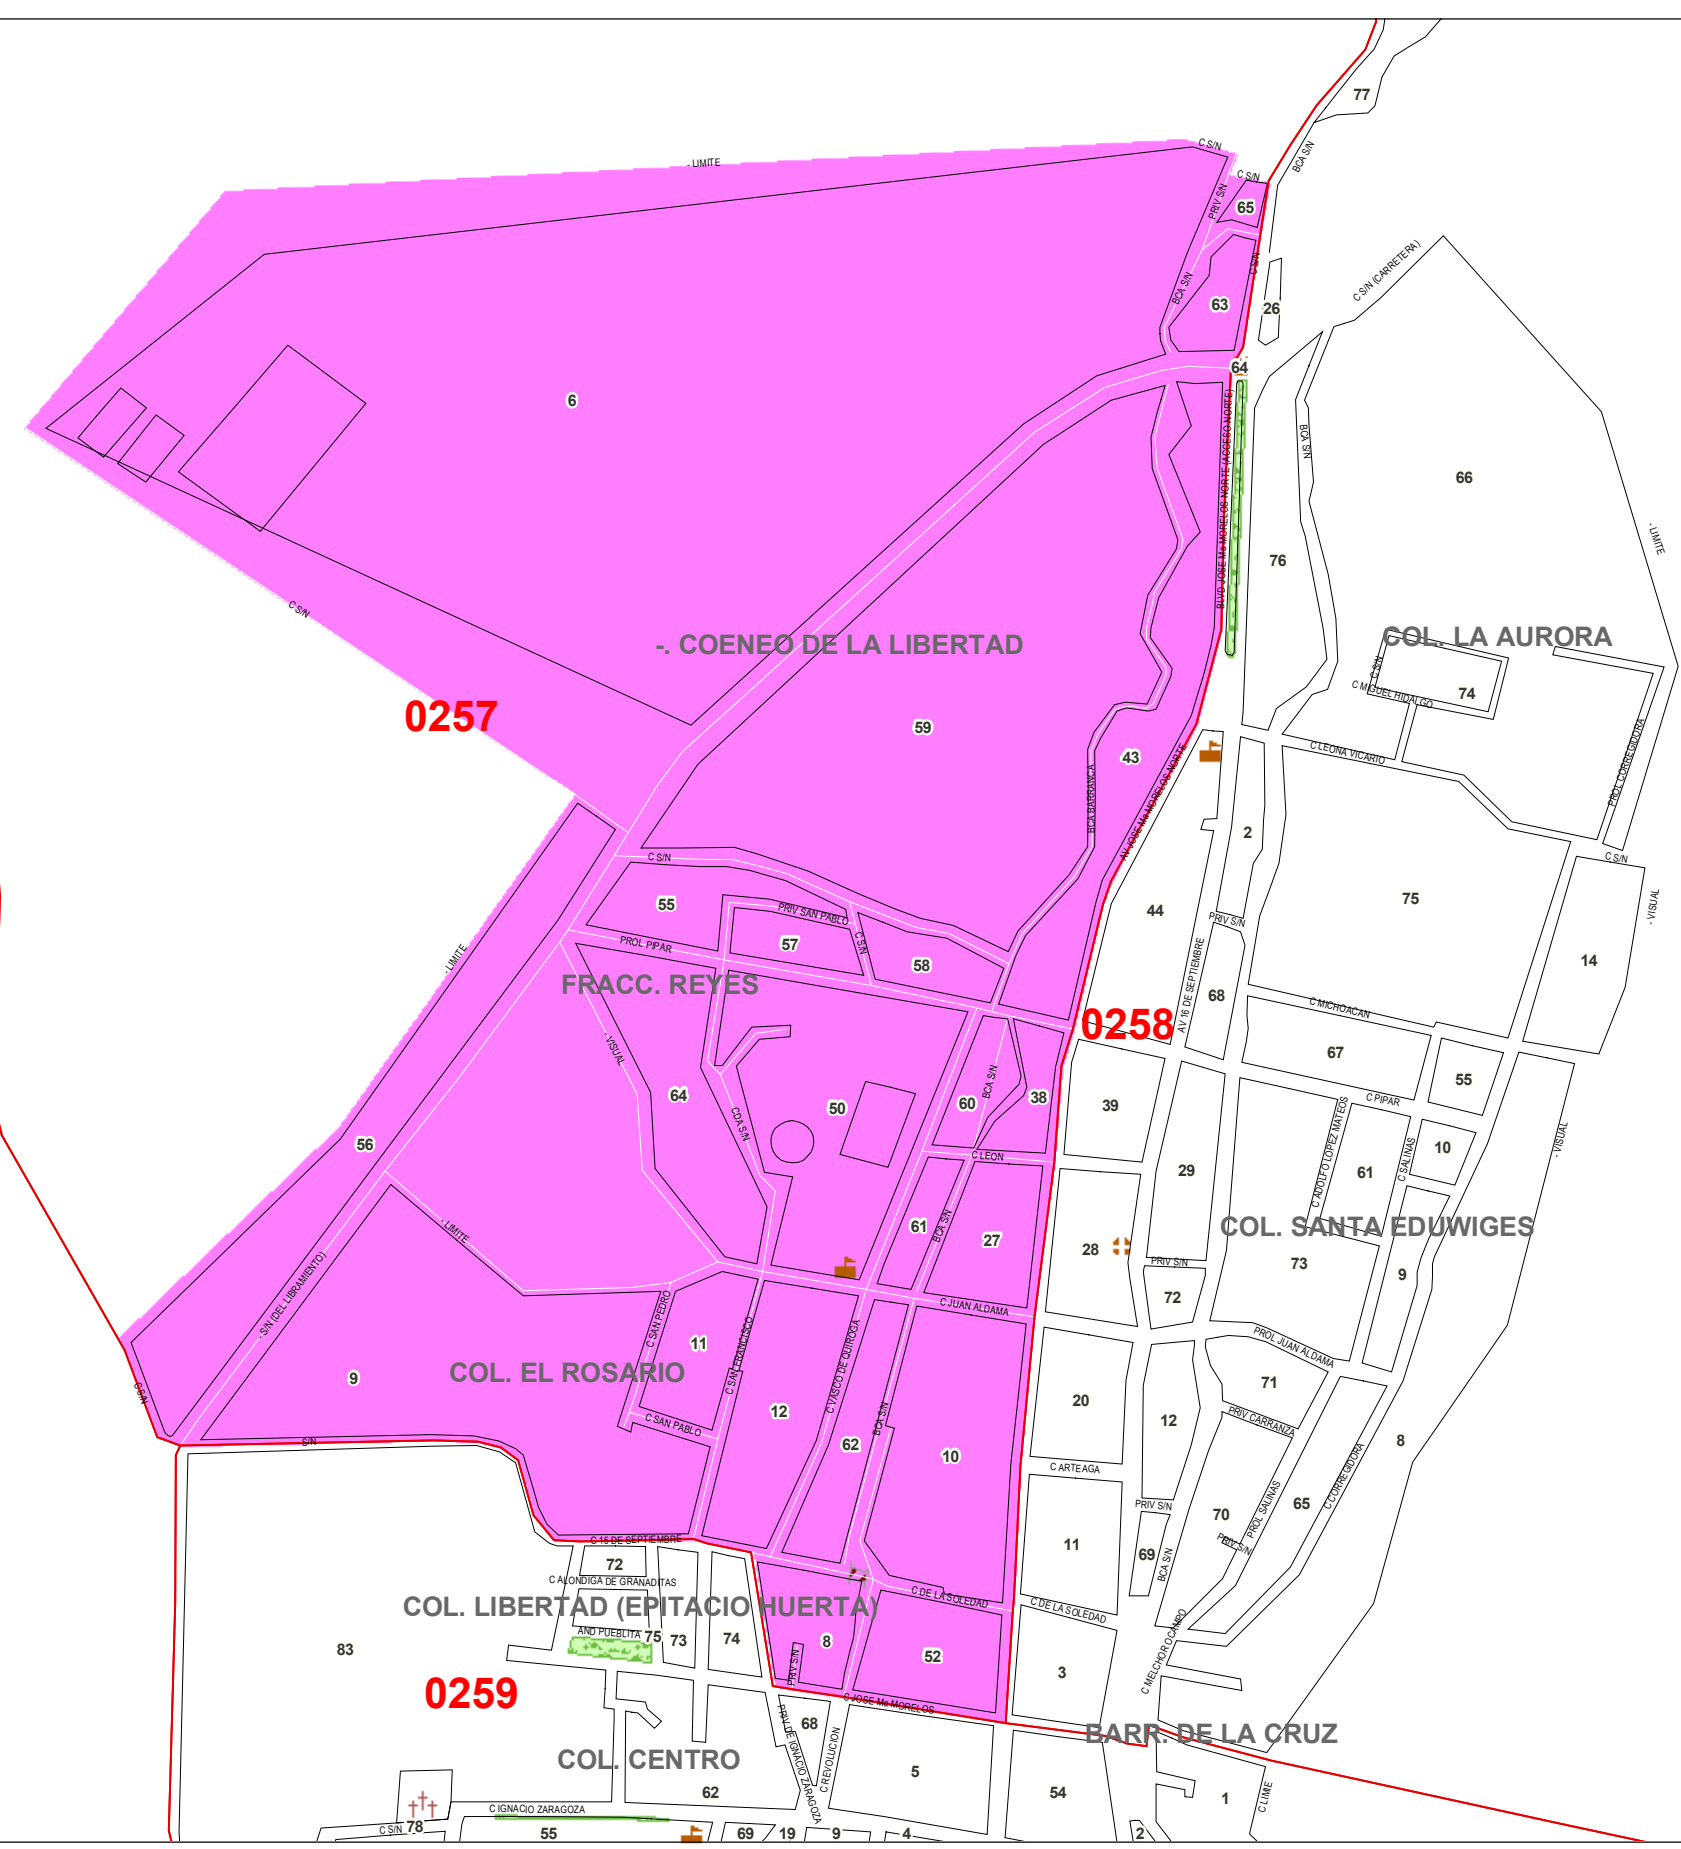 77
C S/N
- LIMITE
BCA S/N
C S/N
PRIV S/N
65
C S/N (CARRETERA)
C S/N
BCA S/N
63
26
64
6
BLVD JOSE Ma MORELOS NORTE (ACCESO NORTE)
BCA S/N
66
- LIMITE
76
C S/N
-. COENEO DE LA LIBERTAD
COL. LA AURORA
C S/N
C MIGUEL HIDALGO
74
0257
59
43
C LEONA VICARIO
PROL CORREGIDORA
BCA BARRANCA
AV JOSE Ma MORELOS NORTE
2
C S/N
C S/N
55
PRIV SAN PABLO
57
C S/N
PROL PIPAR
58
44
PRIV S/N
75
- VISUAL
14
- LIMITE
FRACC. REYES
AV 16 DE SEPTIEMBRE
68
C MICHOACAN
0258
- VISUAL
67
64
CDA S/N
50
60
BCA S/N
38
39
55
C PIPAR
C ADOLFO LOPEZ MATEOS
56
C LEON
29
61
C SALINAS
10
- VISUAL
- LIMITE
61
BCA S/N
27
28
COL. SANTA EDUWIGES
PRIV S/N
73
9
- S/N (DEL LIBRAMIENTO)
72
C JUAN ALDAMA
C SAN PEDRO
11
C SAN FRANCISCO
C VASCO DE QUIROGA
PROL JUAN ALDAMA
COL. EL ROSARIO
9
C S/N
71
20
12
C SAN PABLO
BCA S/N
12
PRIV CARRANZA
62
10
8
S/N
C ARTEAGA
C CORREGIDORA
PRIV S/N
65
PROL SALINAS
70
PRIV S/N
11
69
BCA S/N
C 15 DE SEPTIEMBRE
72
C ALONDIGA DE GRANADITAS
C DE LA SOLEDAD
C DE LA SOLEDAD
COL. LIBERTAD (EPITACIO HUERTA)
AND PUEBLITA
75
73
74
8
83
PRIV S/N
52
3
C MELCHOR OCAMPO
0259
C JOSE Ma MORELOS
68
PRIV DE IGNACIO ZARAGOZA
C REVOLUCION
BARR. DE LA CRUZ
COL. CENTRO
5
62
54
1
C LIME
C IGNACIO ZARAGOZA
C S/N
78
55
69
19
9
4
2